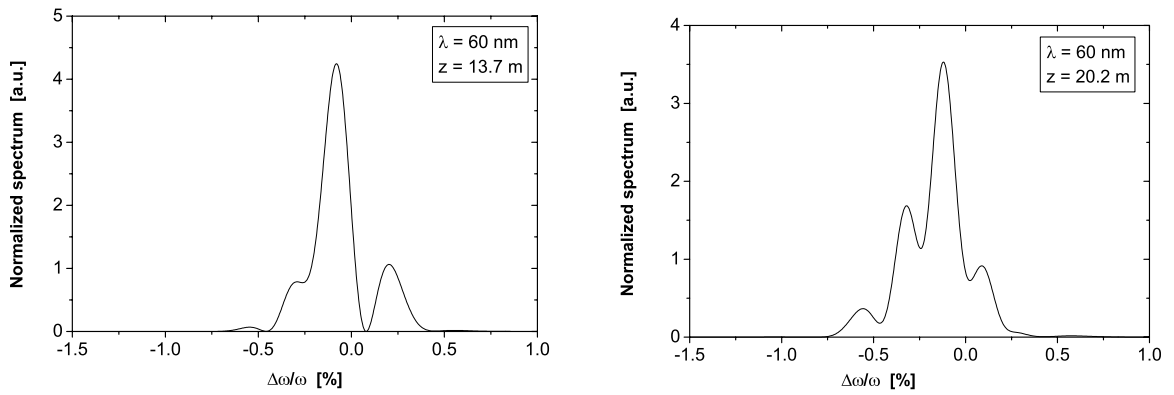 5
4
3
2
1
0
-1.5
-1.0
-0.5
0.0
0.5
1.0
Normalized spectrum [a.u.]
Δω/ω [%]
λ = 60 nm
z = 13.7 m
4
3
2
1
0
-1.5
-1.0
-0.5
0.0
0.5
1.0
Normalized spectrum [a.u.]
Δω/ω [%]
λ = 60 nm
z = 20.2 m